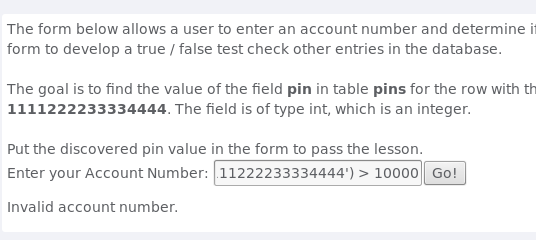 The form below allows a user to enter an account number and determine if
form to develop a true / false test check other entries in the database.
The goal is to find the value of the field pin in table pins for the row with th
1111222233334444. The field is of type int, which is an integer.
Put the discovered pin value in the form to pass the lesson.
Enter your Account Number: 11222233334444') > 10000 Go!
Invalid account number.